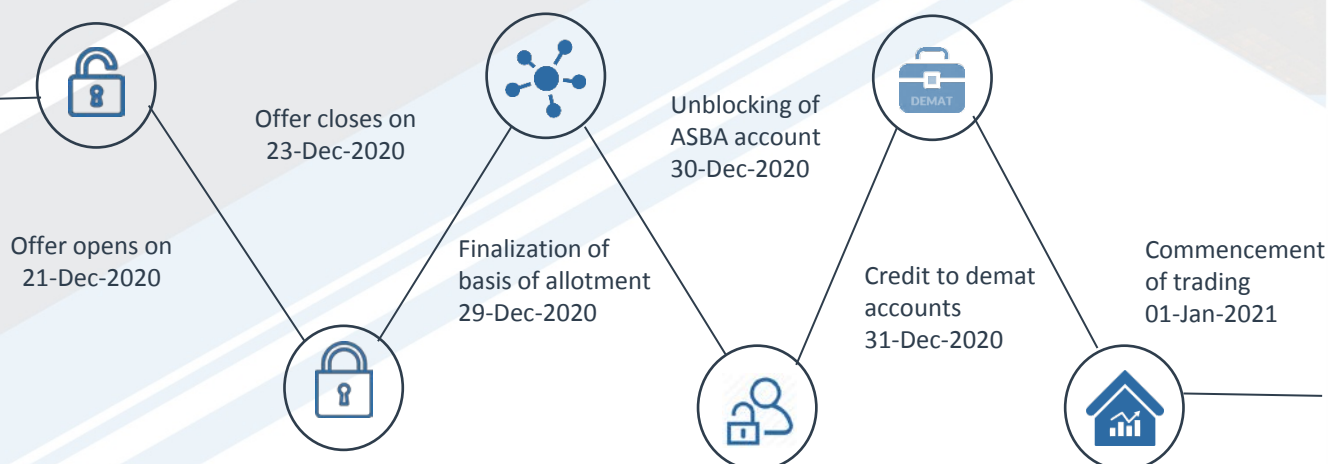 Offer opens on
21-Dec-2020
Offer closes on
23-Dec-2020
Finalization of
basis of allotment
29-Dec-2020
Unblocking of
ASBA account
30-Dec-2020
DEMAT
Credit to demat
accounts
31-Dec-2020
Commencement
of trading
01-Jan-2021